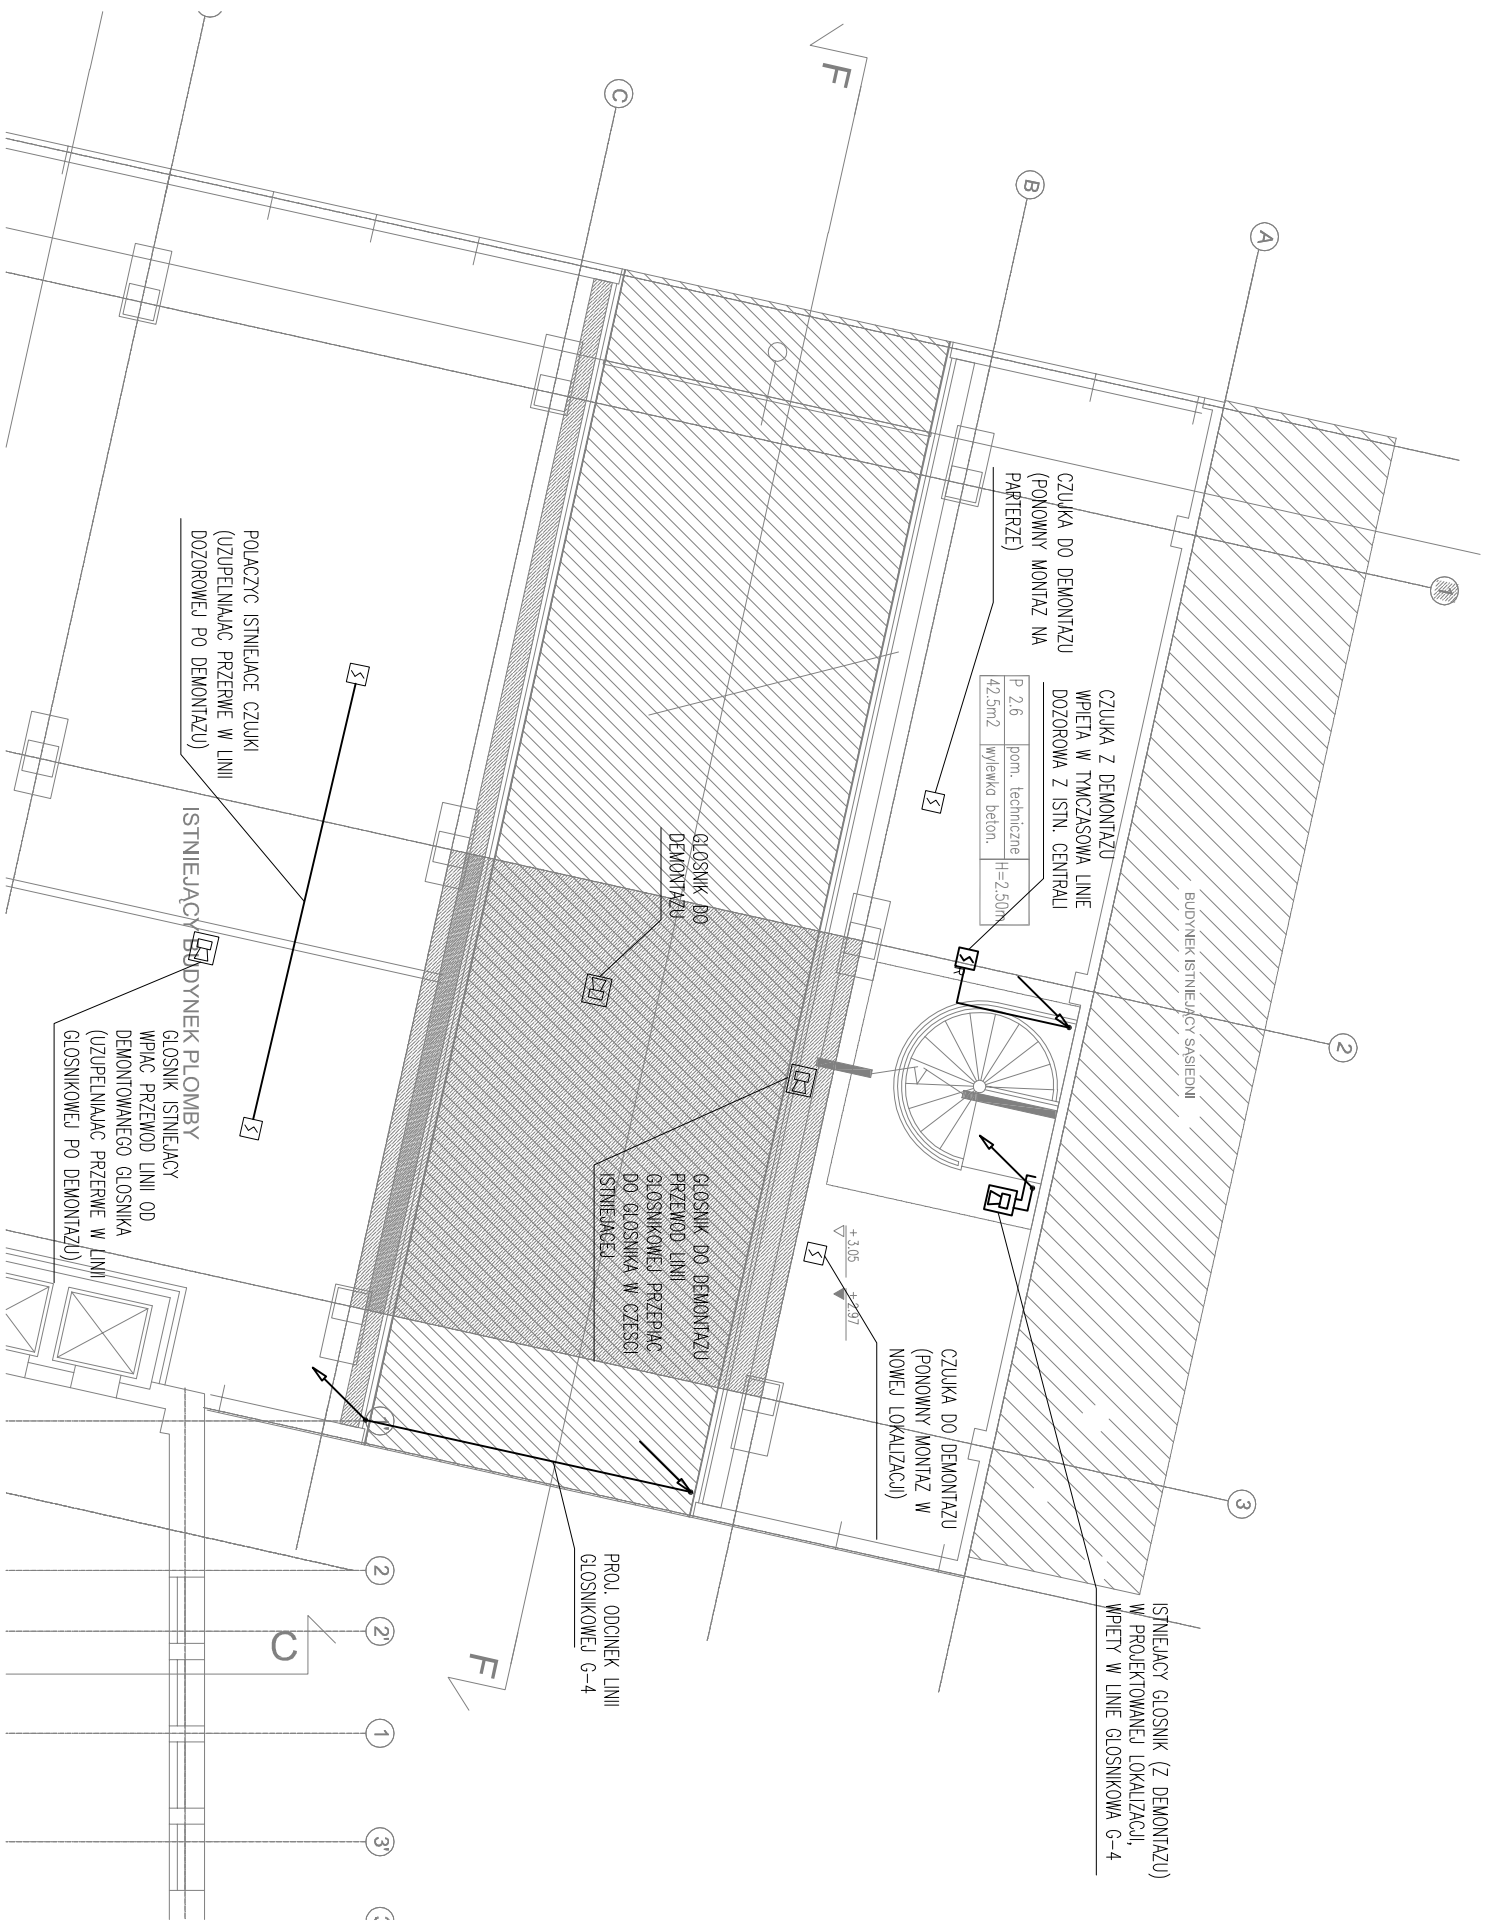 ISTNIEJACY GLOSNIK (Z DEMONTAZU)
W PROJEKTOWANEJ LOKALIZACJI,
WPIETY W LINIE GLOSNIKOWA G-4
BUDYNEK ISTNIEJĄCY SĄSIEDNI
CZUJKA Z DEMONTAZU
WPIETA W TYMCZASOWA LINIE
DOZOROWA Z ISTN. CENTRALI
CZUJKA DO DEMONTAZU
(PONOWNY MONTAZ NA
PARTERZE)
P 2.6 pom. techniczne H=2.50m
42.5m2 wylewka beton.
CZUJKA DO DEMONTAZU
(PONOWNY MONTAZ W
NOWEJ LOKALIZACJI)
+ 3.05
+ 2.97
GLOSNIK DO
DEMONTAZU
GLOSNIK DO DEMONTAZU
PRZEWOD LINII
GLOSNIKOWEJ PRZEPIAC
DO GLOSNIKA W CZESCI
ISTNIEJACEJ
PROJ. ODCINEK LINII
GLOSNIKOWEJ G-4
POLACZYC ISTNIEJACE CZUJKI
(UZUPELNIAJAC PRZERWE W LINII
DOZOROWEJ PO DEMONTAZU)
ISTNIEJĄCY BUDYNEK PLOMBY
GLOSNIK ISTNIEJACY
WPIAC PRZEWOD LINII OD
DEMONTOWANEGO GLOSNIKA
(UZUPELNIAJAC PRZERWE W LINII
GLOSNIKOWEJ PO DEMONTAZU)
A
B
C
F
F
C
1
2
3
1'
2
2'
1
3'